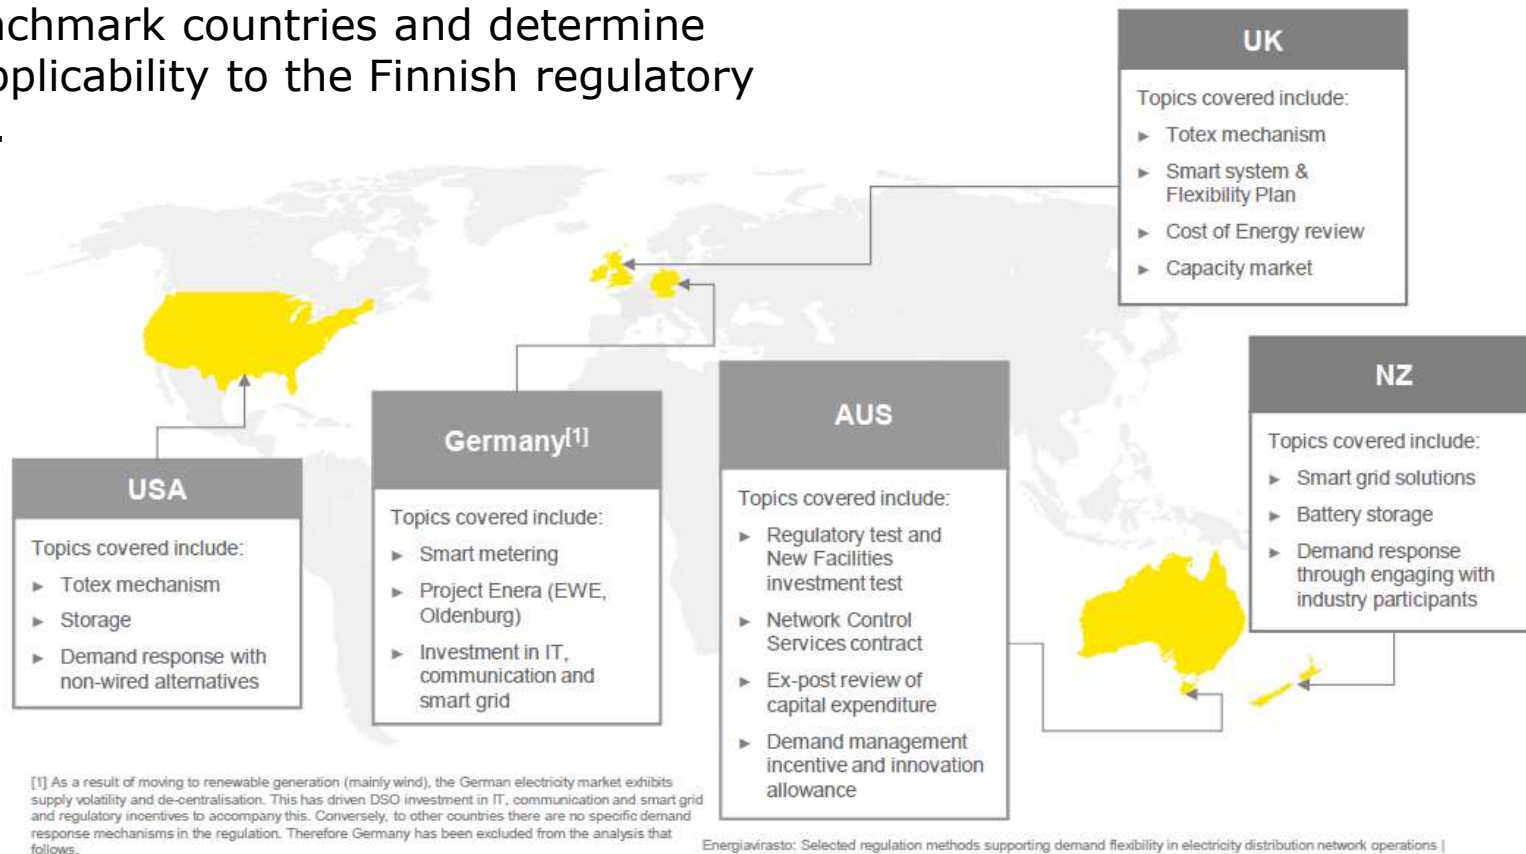 nchmark countries and determine
pplicability to the Finnish regulatory
.
UK
Topics covered include:
► Totex mechanism
► Smart system &
Flexibility Plan
► Cost of Energy review
► Capacity market
NZ
Topics covered include:
► Smart grid solutions
► Battery storage
► Demand response
through engaging with
industry participants
AUS
Topics covered include:
► Regulatory test and
New Facilities
investment test
► Network Control
Services contract
► Ex-post review of
capital expenditure
► Demand management
incentive and innovation
allowance
Germany[1]
Topics covered include:
► Smart metering
► Project Enera (EWE,
Oldenburg)
► Investment in IT,
communication and
smart grid
USA
Topics covered include:
► Totex mechanism
► Storage
► Demand response with
non-wired alternatives
[1] As a result of moving to renewable generation (mainly wind), the German electricity market exhibits
supply volatility and de-centralisation. This has driven DSO investment in IT, communication and smart grid
and regulatory incentives to accompany this. Conversely, to other countries there are no specific demand
response mechanisms in the regulation. Therefore Germany has been excluded from the analysis that
follows.
Energiavirasto: Selected regulation methods supporting demand flexibility in electricity distribution network operations |